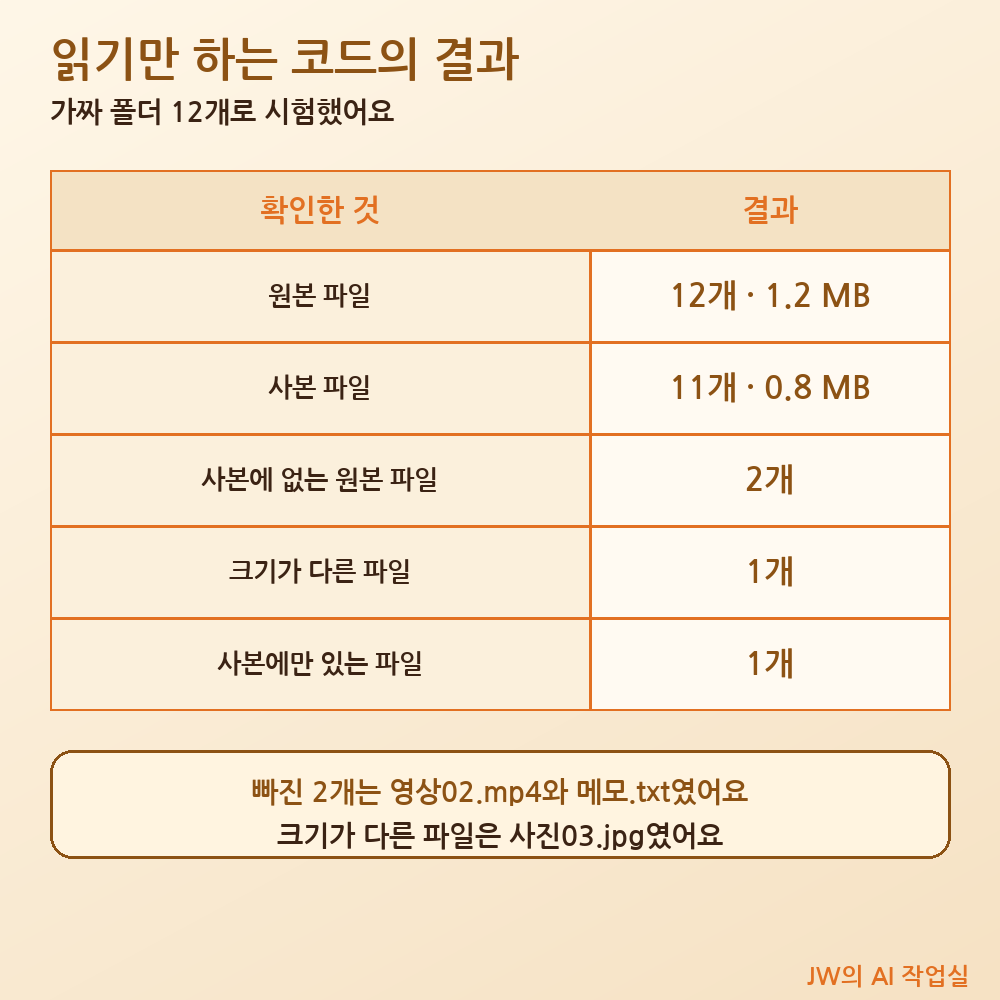 읽기만 하는 코드의 결과
가짜 폴더 12개로 시험했어요
확인한 것 결과
원본 파일 12개 · 1.2 MB
사본 파일 11개 · 0.8 MB
사본에 없는 원본 파일 2개
크기가 다른 파일 1개
사본에만 있는 파일 1개
빠진 2개는 영상02.mp4와 메모.txt였어요
크기가 다른 파일은 사진03.jpg였어요
JW의 AI 작업실